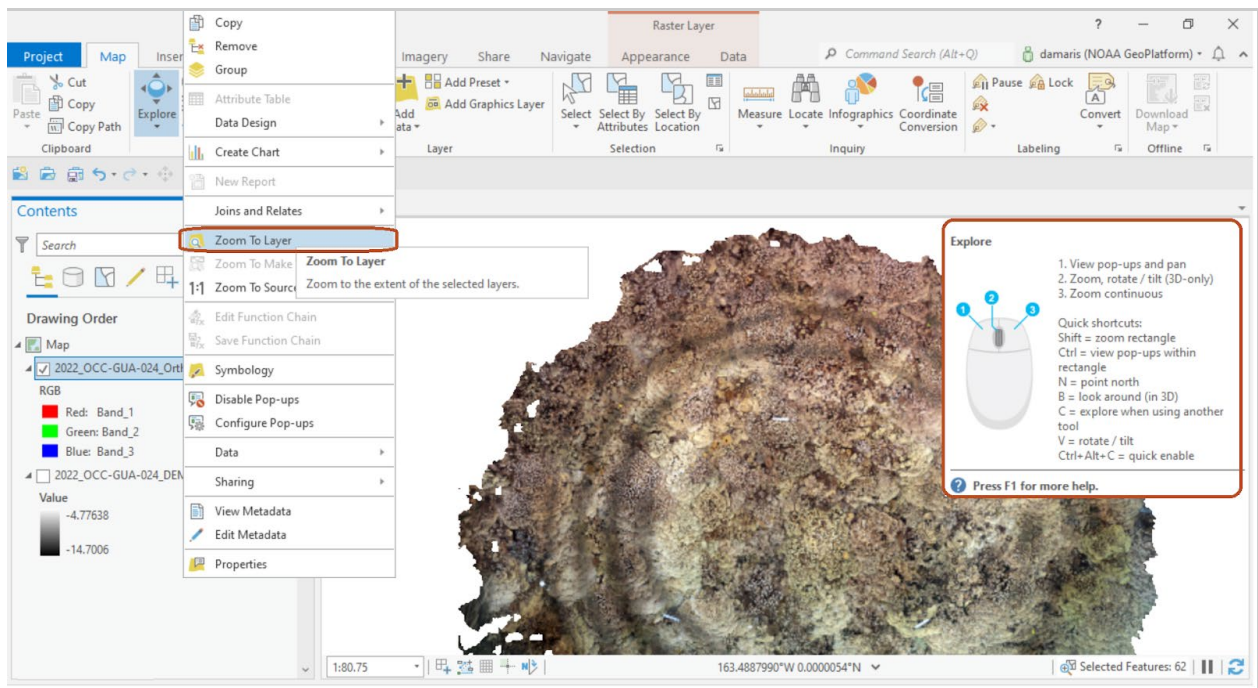 Raster Layer
?
Project
Map
Inser
Imagery
Share
Navigate
Appearance
Data
Command Search (Alt+Q)
damaris (NOAA GeoPlatform)
Paste
Cut
Copy
Copy Path
Clipboard
Explore
Add
ata
Add Preset
Add Graphics Layer
Layer
Select
Select By
Attributes
Select By
Location
Selection
Measure
Locate
Infographics
Coordinate
Conversion
Inquiry
Pause
Lock
A
Convert
Labeling
Download
Map
Offline
Copy
Remove
Group
Attribute Table
Data Design
Create Chart
New Report
Joins and Relates
Zoom To Layer
Zoom To Make
1:1 Zoom To Source
Edit Function Chain
Save Function Chain
Symbology
Disable Pop-ups
Configure Pop-ups
Data
Sharing
View Metadata
Edit Metadata
Properties
Zoom To Layer
Zoom to the extent of the selected layers.
Contents
Search
Drawing Order
Map
2022_OCC-GUA-024_Ort
RGB
Red: Band_1
Green: Band_2
Blue: Band_3
2022_OCC-GUA-024_DEM
Value
-4.77638
-14.7006
Explore
1. View pop-ups and pan
2. Zoom, rotate / tilt (3D-only)
3. Zoom continuous
1
2
3
Quick shortcuts:
Shift = zoom rectangle
Ctrl = view pop-ups within
rectangle
N = point north
B = look around (in 3D)
C = explore when using another
tool
V = rotate / tilt
Ctrl+Alt+C = quick enable
? Press F1 for more help.
1:80.75
N
163.4887990°W 0.0000054°N
Selected Features: 62